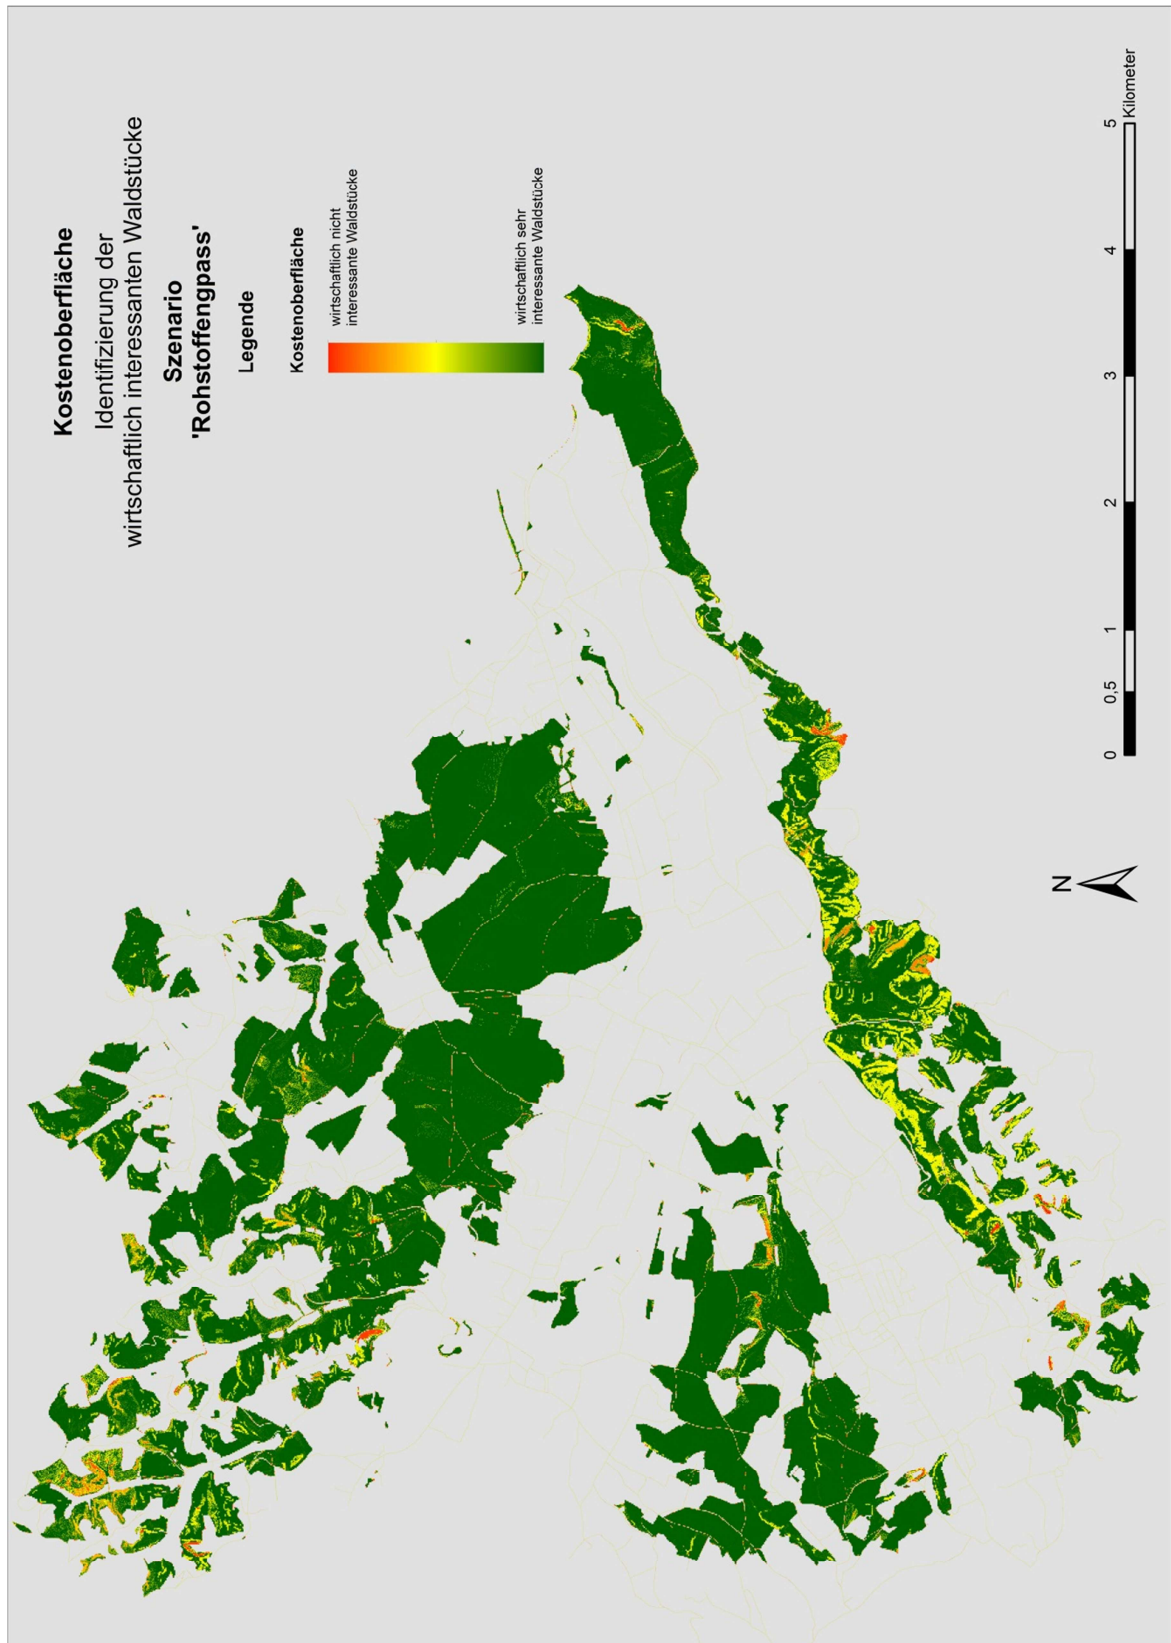 Kostenoberfläche
Identifizierung der
wirtschaftlich interessanten Waldstücke
Szenario
'Rohstoffengpass'
Legende
Kostenoberfläche
wirtschaftlich nicht
interessante Waldstücke
wirtschaftlich sehr
interessante Waldstücke
N
0 0,5 1 2 3 4 5
Kilometer